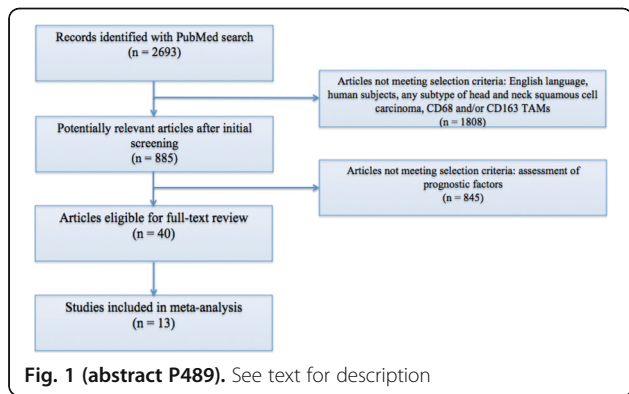 Records identified with PubMed search
(n = 2693)
Articles not meeting selection criteria: English language,
human subjects, any subtype of head and neck squamous cell
carcinoma, CD68 and/or CD163 TAMs
(n = 1808)
Potentially relevant articles after initial
screening
(n = 885)
Articles not meeting selection criteria: assessment of
prognostic factors
(n = 845)
Articles eligible for full-text review
(n = 40)
Studies included in meta-analysis
(n = 13)
Fig. 1 (abstract P489). See text for description